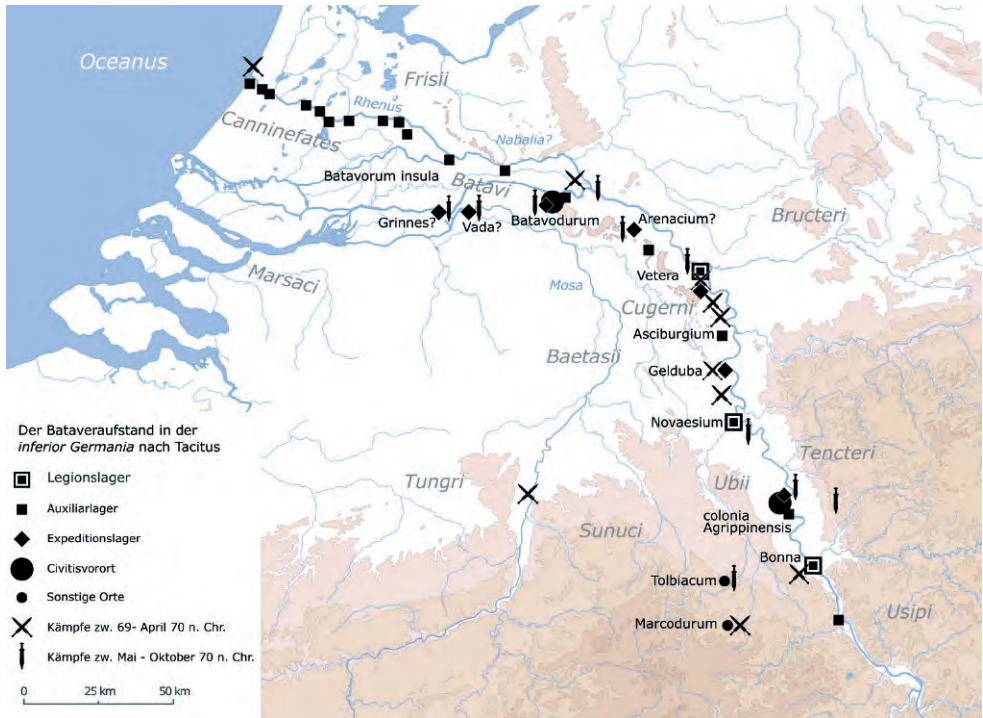 Oceanus
Frisii
Rhenus
Canninefates
Nabalia?
Batavorum insula
Batavi
Grinnes?
Vada?
Batavodurum
Arenacium?
Bructeri
Marsaci
Mosa
Vetera
Cugerni
Asciburgium
Baetasii
Gelduba
Novaesium
Tencteri
Tungri
Ubii
Sunuci
colonia
Agrippinensis
Bonna
Tolbiacum
Usipi
Marcodurum
Der Bataveraufstand in der
inferior Germania nach Tacitus
Legionslager
Auxiliarlager
Expeditionslager
Civitisvorort
Sonstige Orte
Kämpfe zw. 69- April 70 n. Chr.
Kämpfe zw. Mai - Oktober 70 n. Chr.
0 25 km 50 km